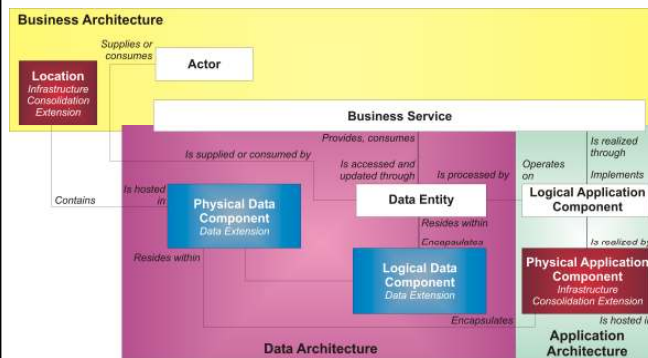 Business Architecture
Supplies or
consumes
Actor
Location
Infrastructure
Consolidation
Extension
Business Service
Provides, consumes
Is realized
through
Is supplied or consumed by
Is accessed and
updated through
Is processed by
Operates
on
Implements
Contains
Is hosted
in
Physical Data
Component
Data Extension
Data Entity
Logical Application
Component
Resides within
Encapsulates
Is realized by
Resides within
Logical Data
Component
Data Extension
Physical Application
Component
Infrastructure
Consolidation Extension
Encapsulates
Is hosted in
Data Architecture
Application
Architecture